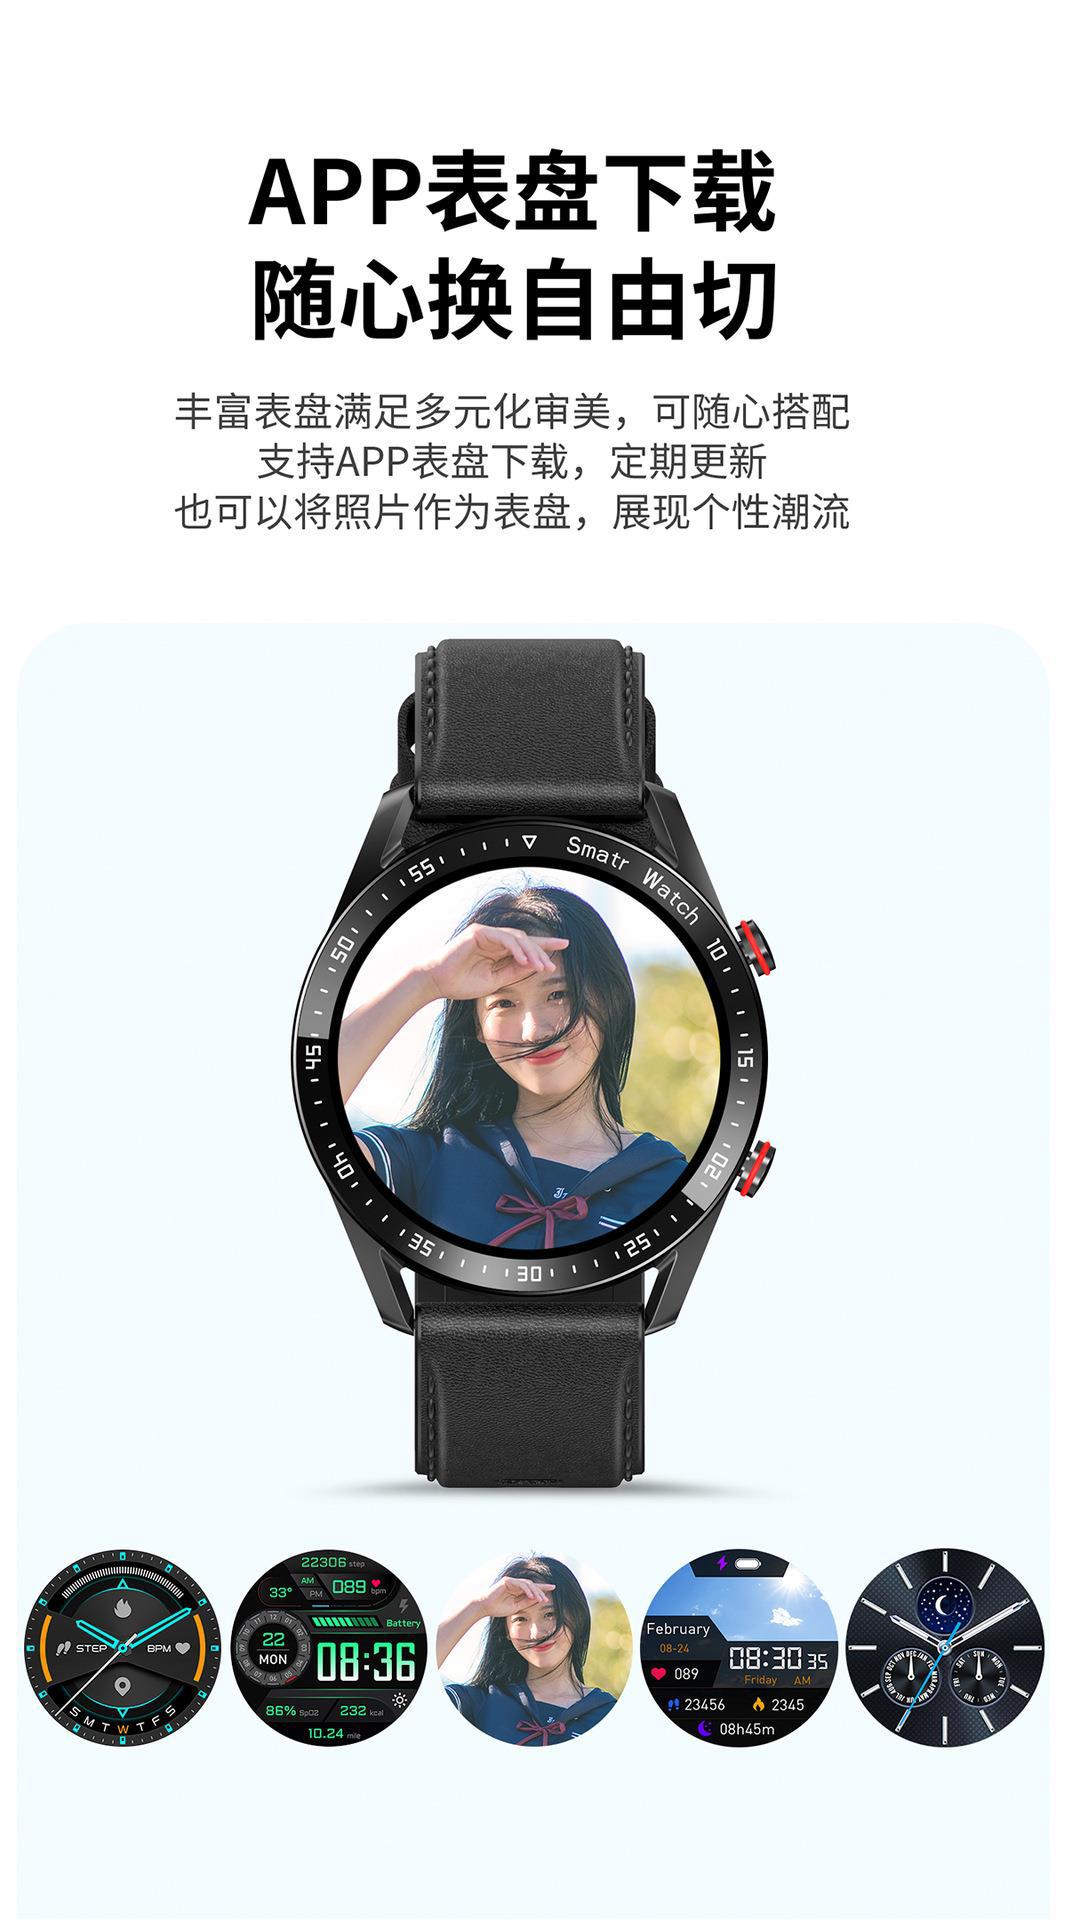 APP表盘下载
随心换自由切
丰富表盘满足多元化审美，可随心搭配
支持APP表盘下载，定期更新
也可以将照片作为表盘，展现个性潮流
Smatr Watch
10
15
20
25
30
35
40
45
50
55
STEP
BPM
S M T W T F S
22306 step
33°
AM
PM
089 bpm
Battery
22
MON
08:36
86% SpO2
232 kcal
10.24 mile
February
08-24
08:30 35
Friday AM
089
23456
2345
08h45m